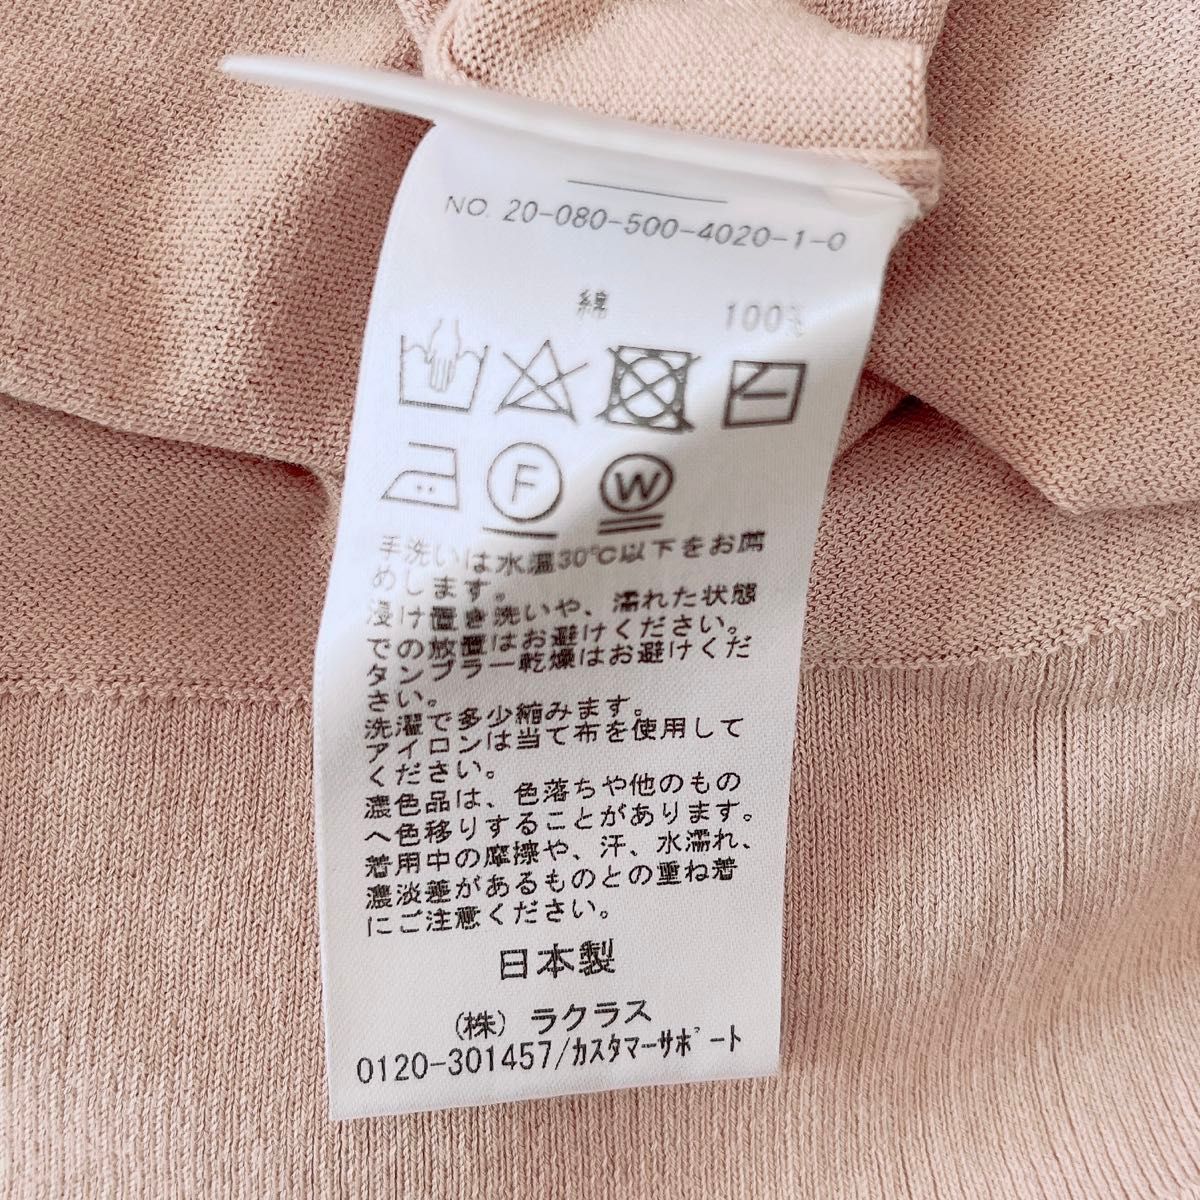 NO. 20-080-500-4020-1-0
綿 100%
F W
手洗いは水温30℃以下をお薦
めします。
浸け置き洗いや、濡れた状態
での放置はお避けください。
タンブラー乾燥はお避けくだ
さい。
洗濯で多少縮みます。
アイロンは当て布を使用して
ください。
濃色品は、色落ちや他のもの
へ色移りすることがあります。
着用中の摩擦や、汗、水濡れ、
濃淡差があるものとの重ね着
にご注意ください。
日本製
(株) ラクラス
0120-301457/カスタマーサポート